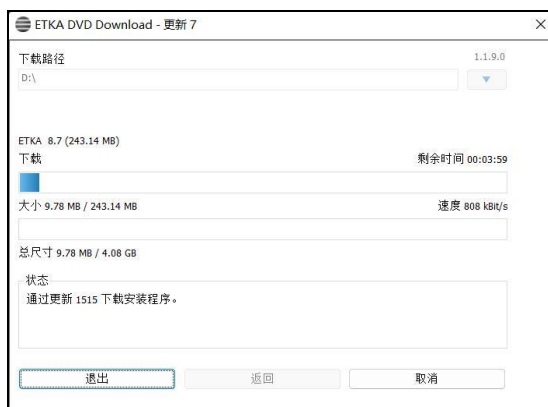 ETKA DVD Download - 更新 7
下载路径
1.1.9.0
D:\
ETKA 8.7 (243.14 MB)
下载
剩余时间 00:03:59
大小 9.78 MB / 243.14 MB
速度 808 kBit/s
总尺寸 9.78 MB / 4.08 GB
状态
通过更新 1515 下载安装程序。
退出
返回
取消